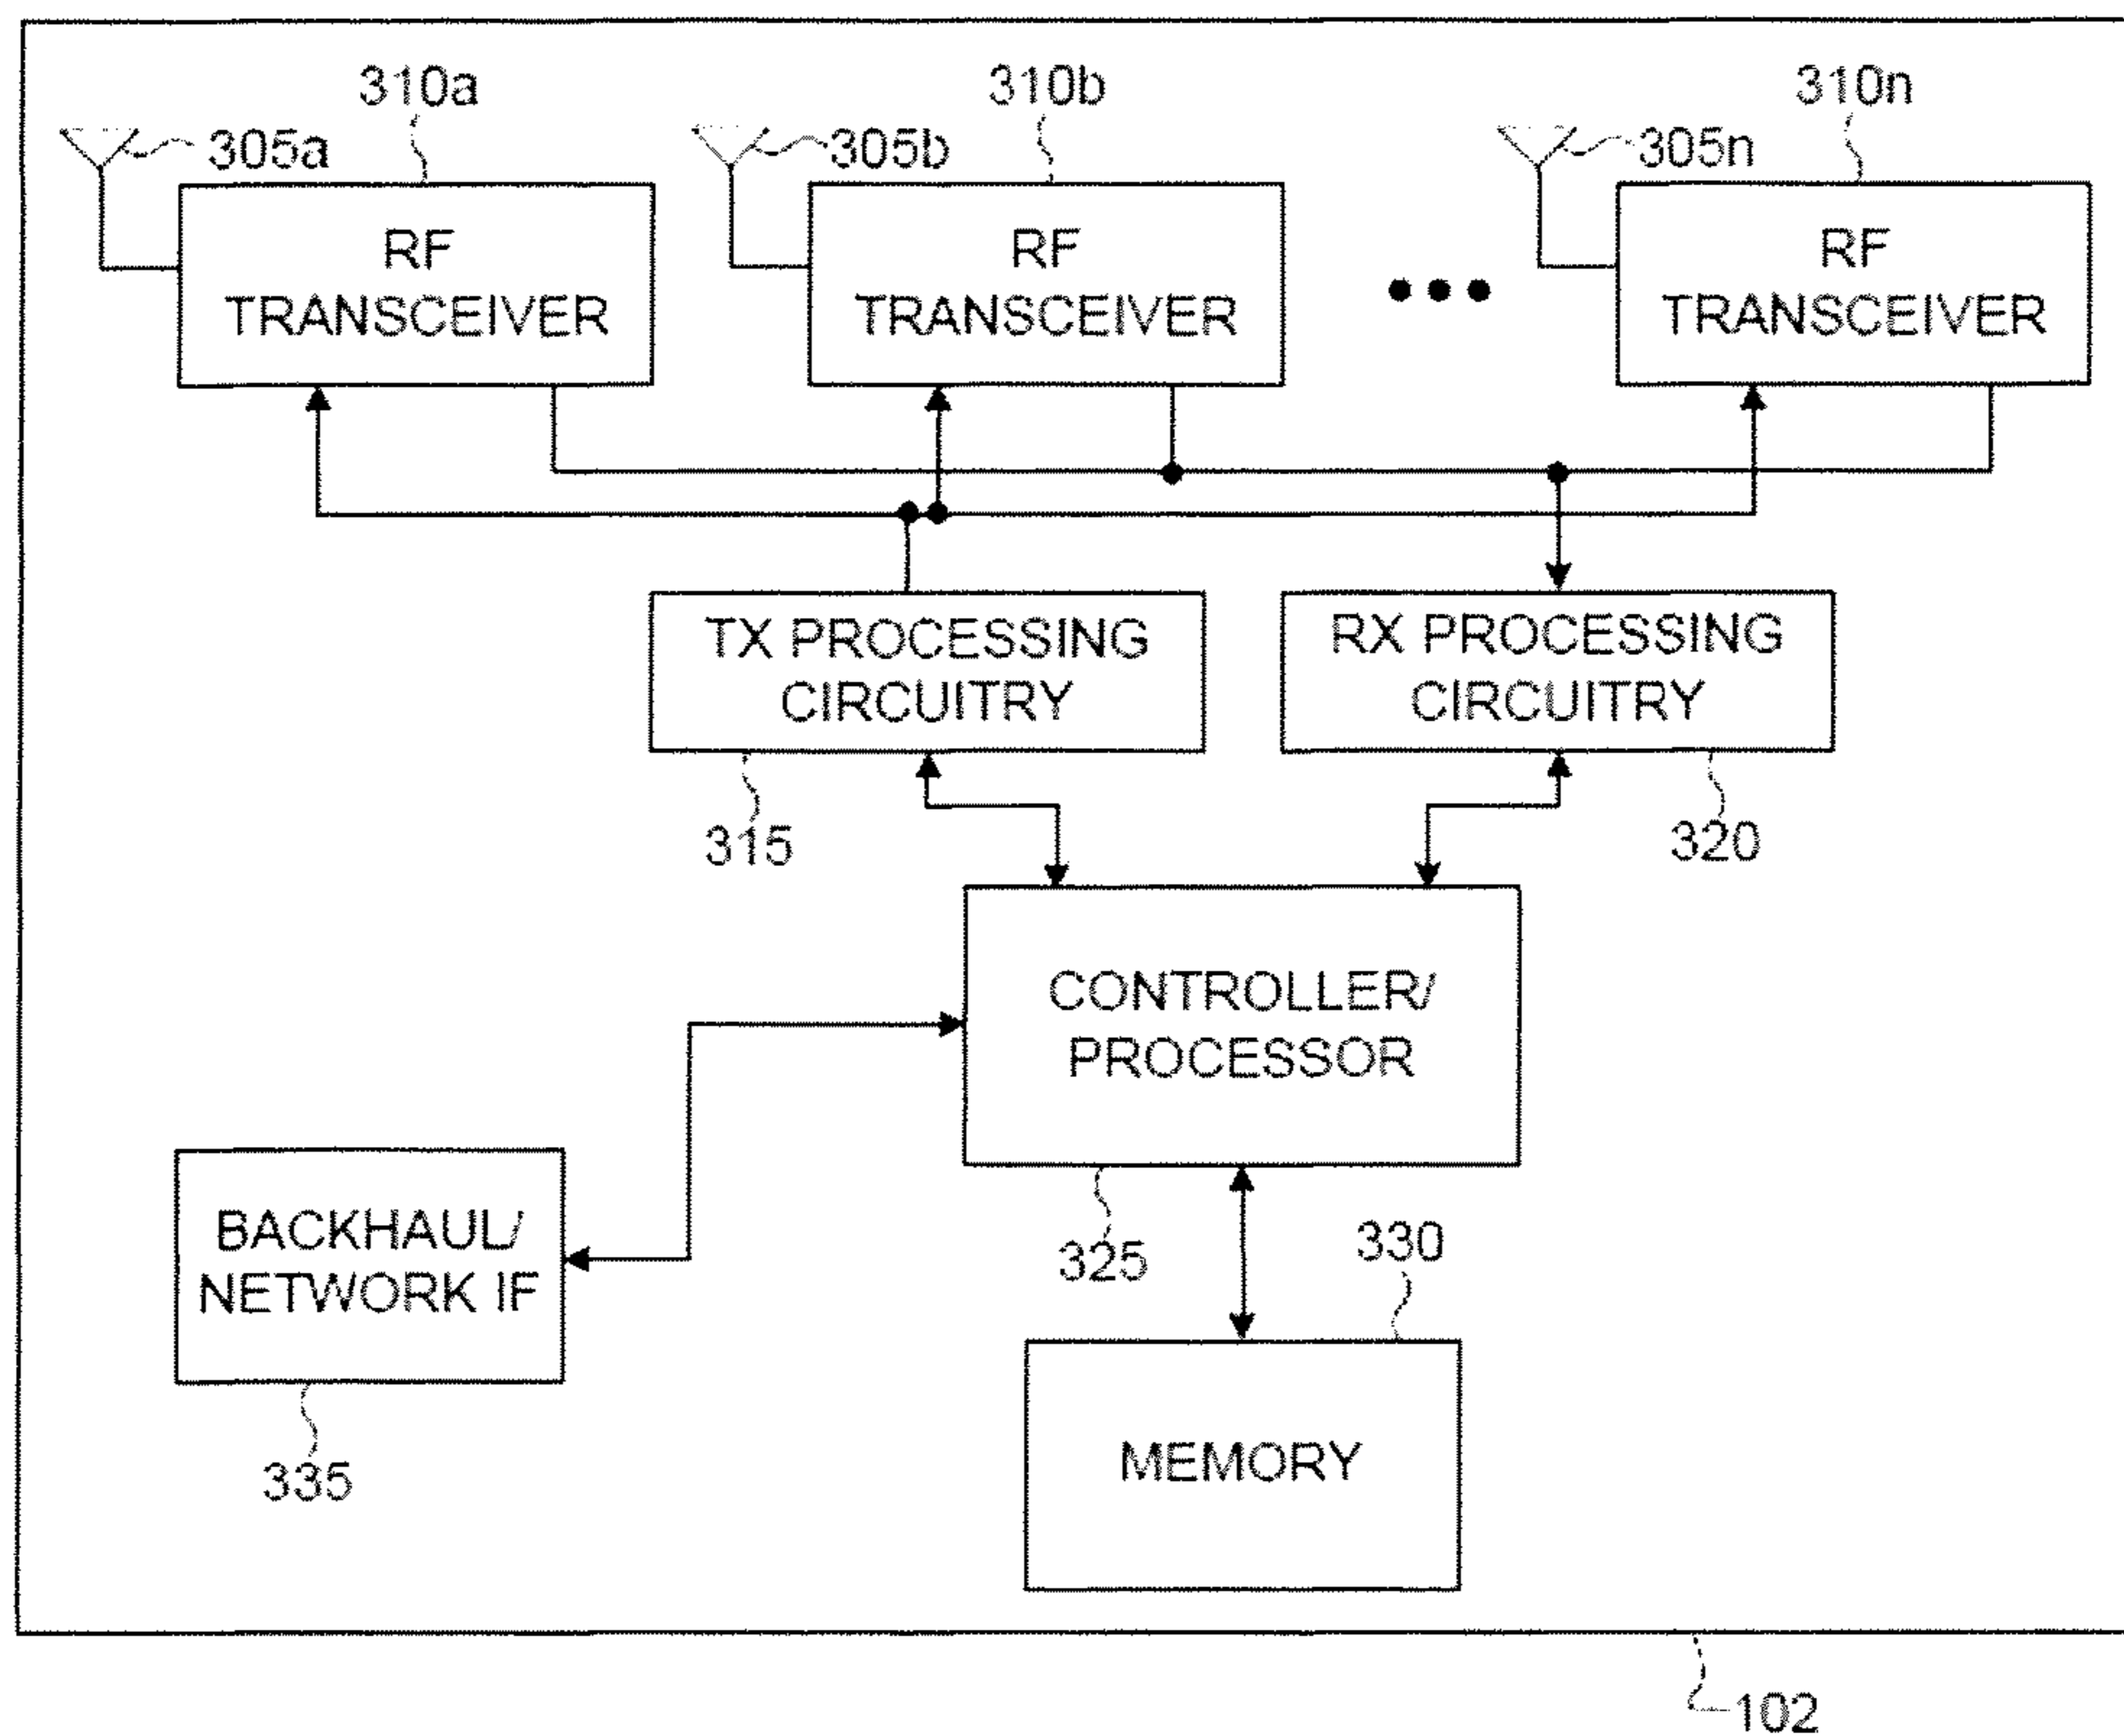 310a
310b
310n
305a
305b
305n
RF
TRANSCEIVER
RF
TRANSCEIVER
RF
TRANSCEIVER
TX PROCESSING
CIRCUITRY
RX PROCESSING
CIRCUITRY
315
320
CONTROLLER/
PROCESSOR
BACKHAUL/
NETWORK IF
325
330
335
MEMORY
102